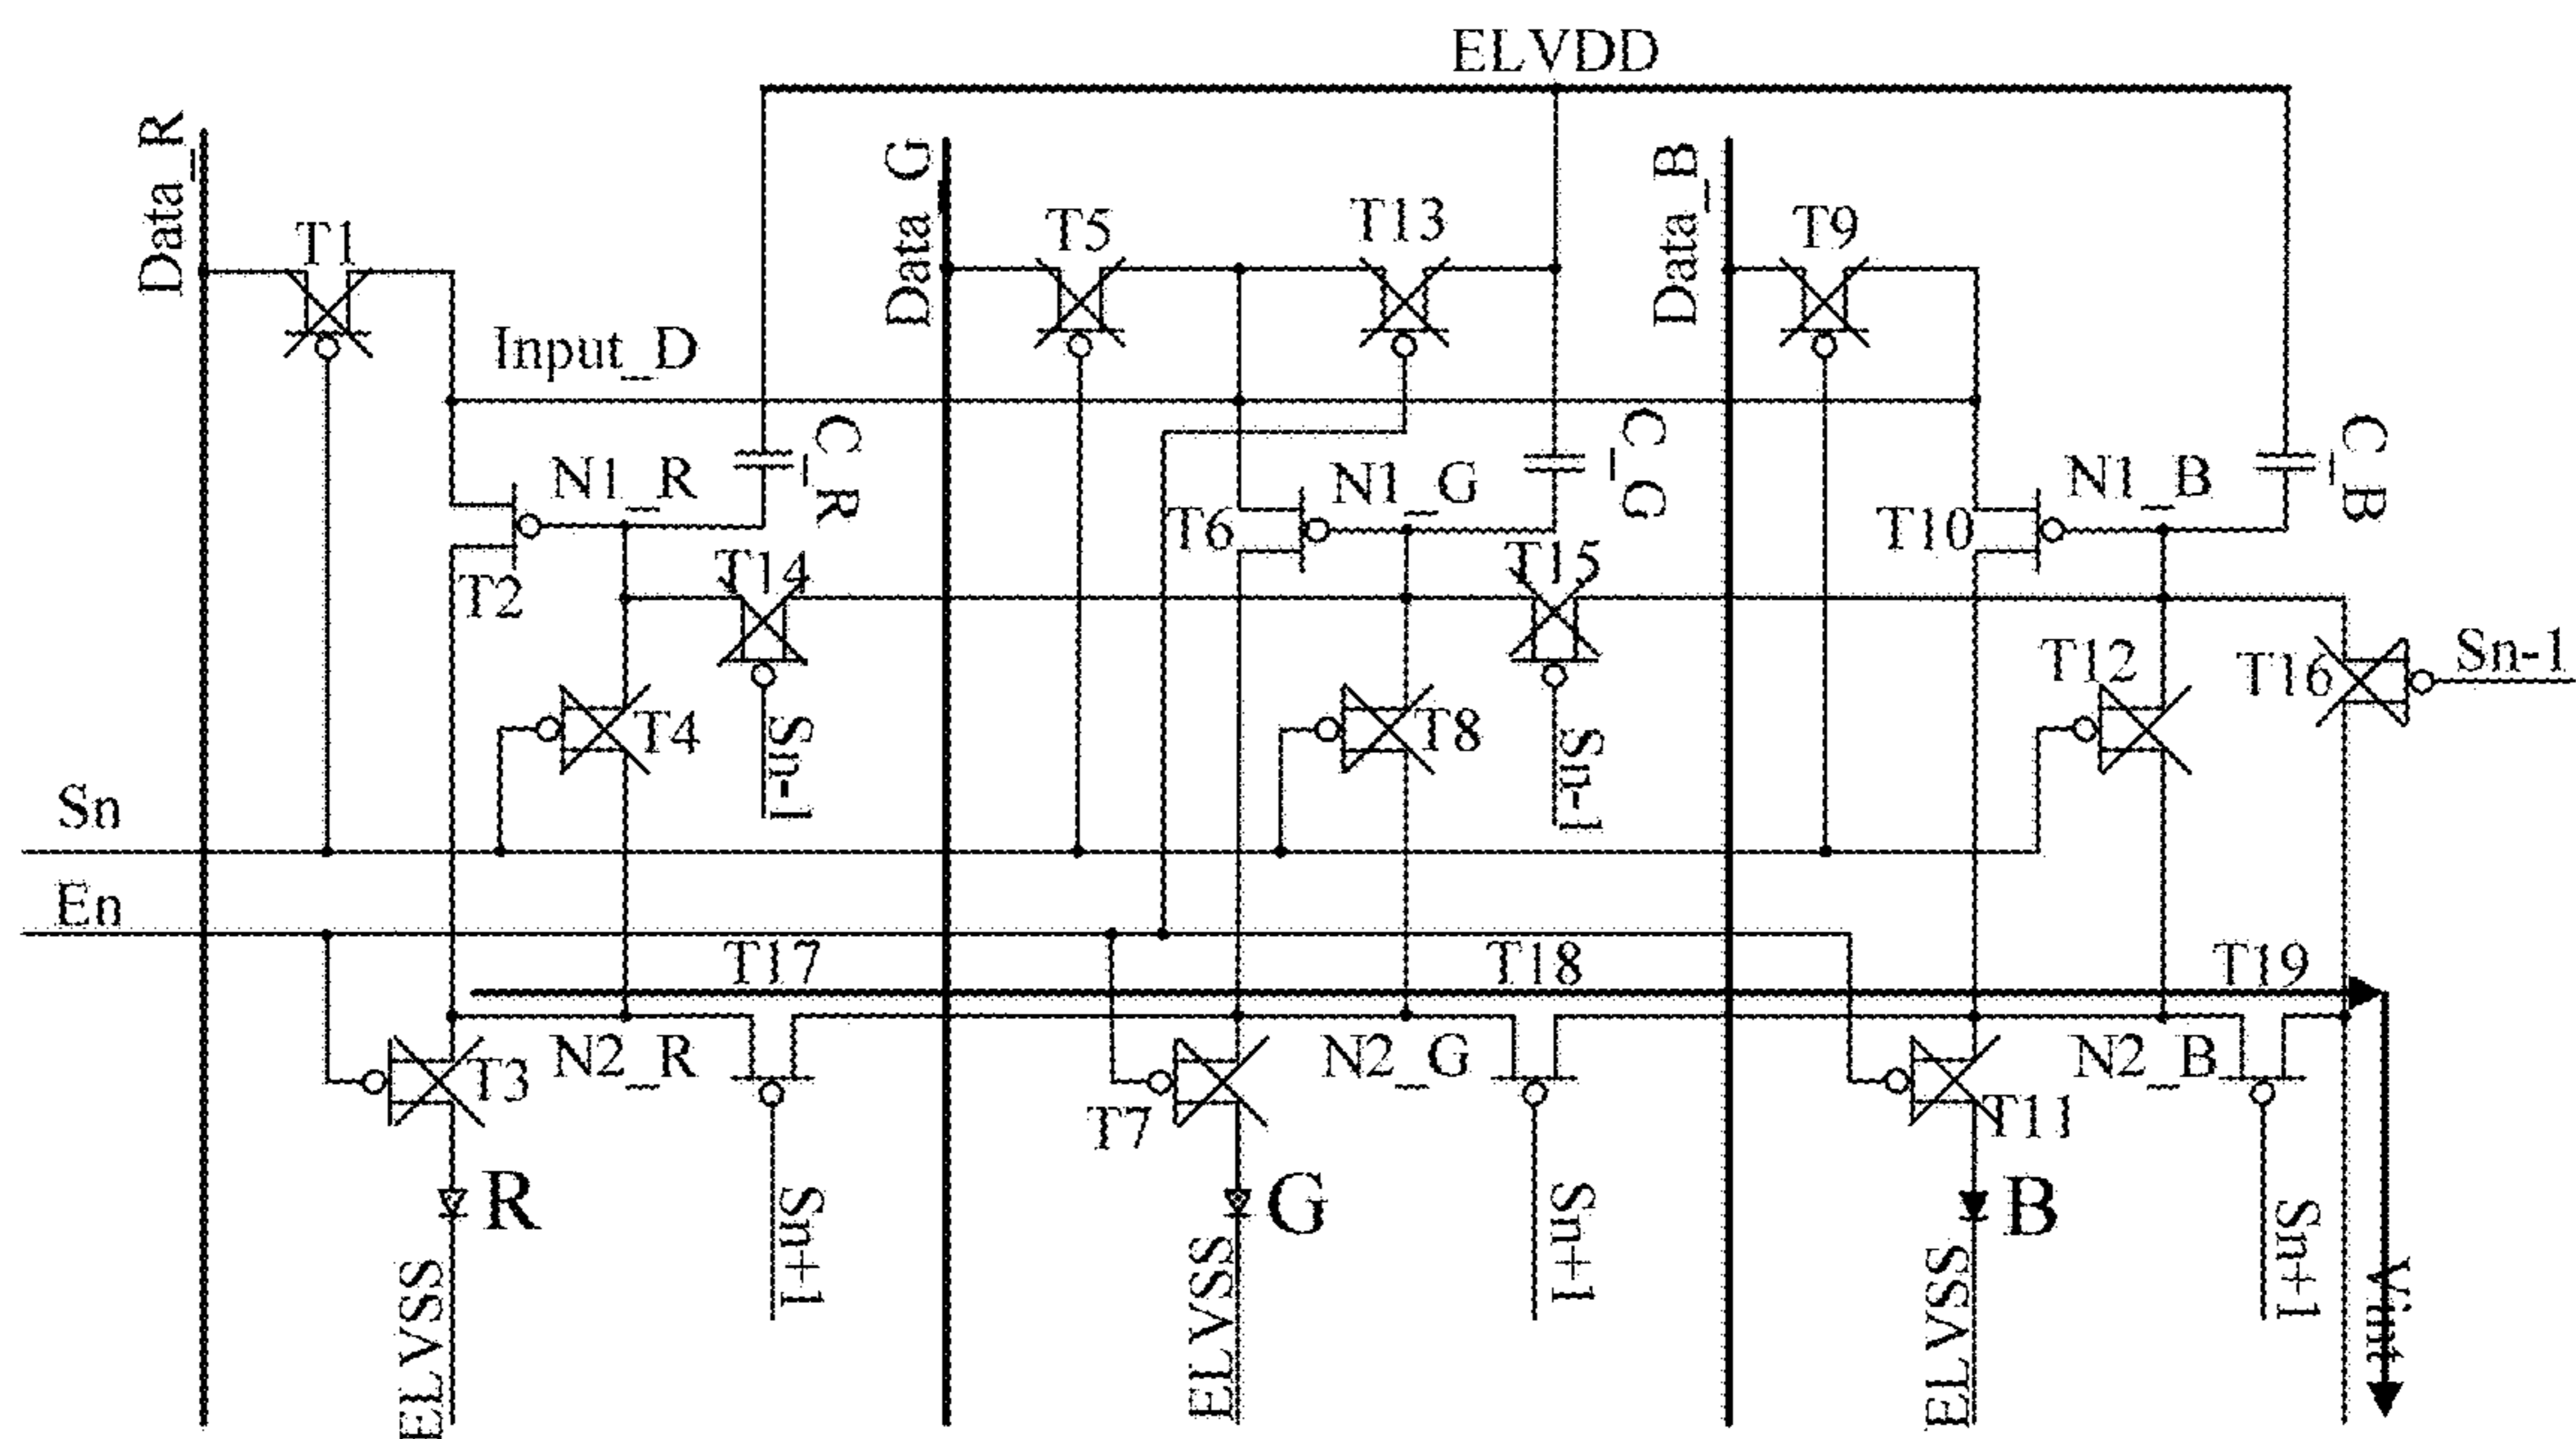 ELVDD
Data_R
Data_G
Data_B
T1
T5
T13
T9
Input_D
C_R
C_G
C_B
N1_R
N1_G
N1_B
T2
T6
T10
T14
T15
T4
T8
T12
T16
Sn-1
Sn-1
Sn-1
Sn
En
T17
T18
T19
T3
N2_R
T7
N2_G
T11
N2_B
R
G
B
Sn+1
Sn+1
Sn+1
ELVSS
ELVSS
ELVSS
Vint